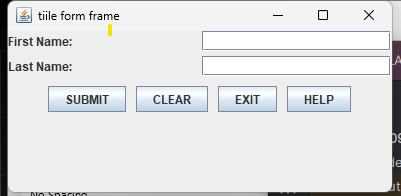 tiile form frame
First Name:
Last Name:
SUBMIT CLEAR EXIT HELP
No Spacing